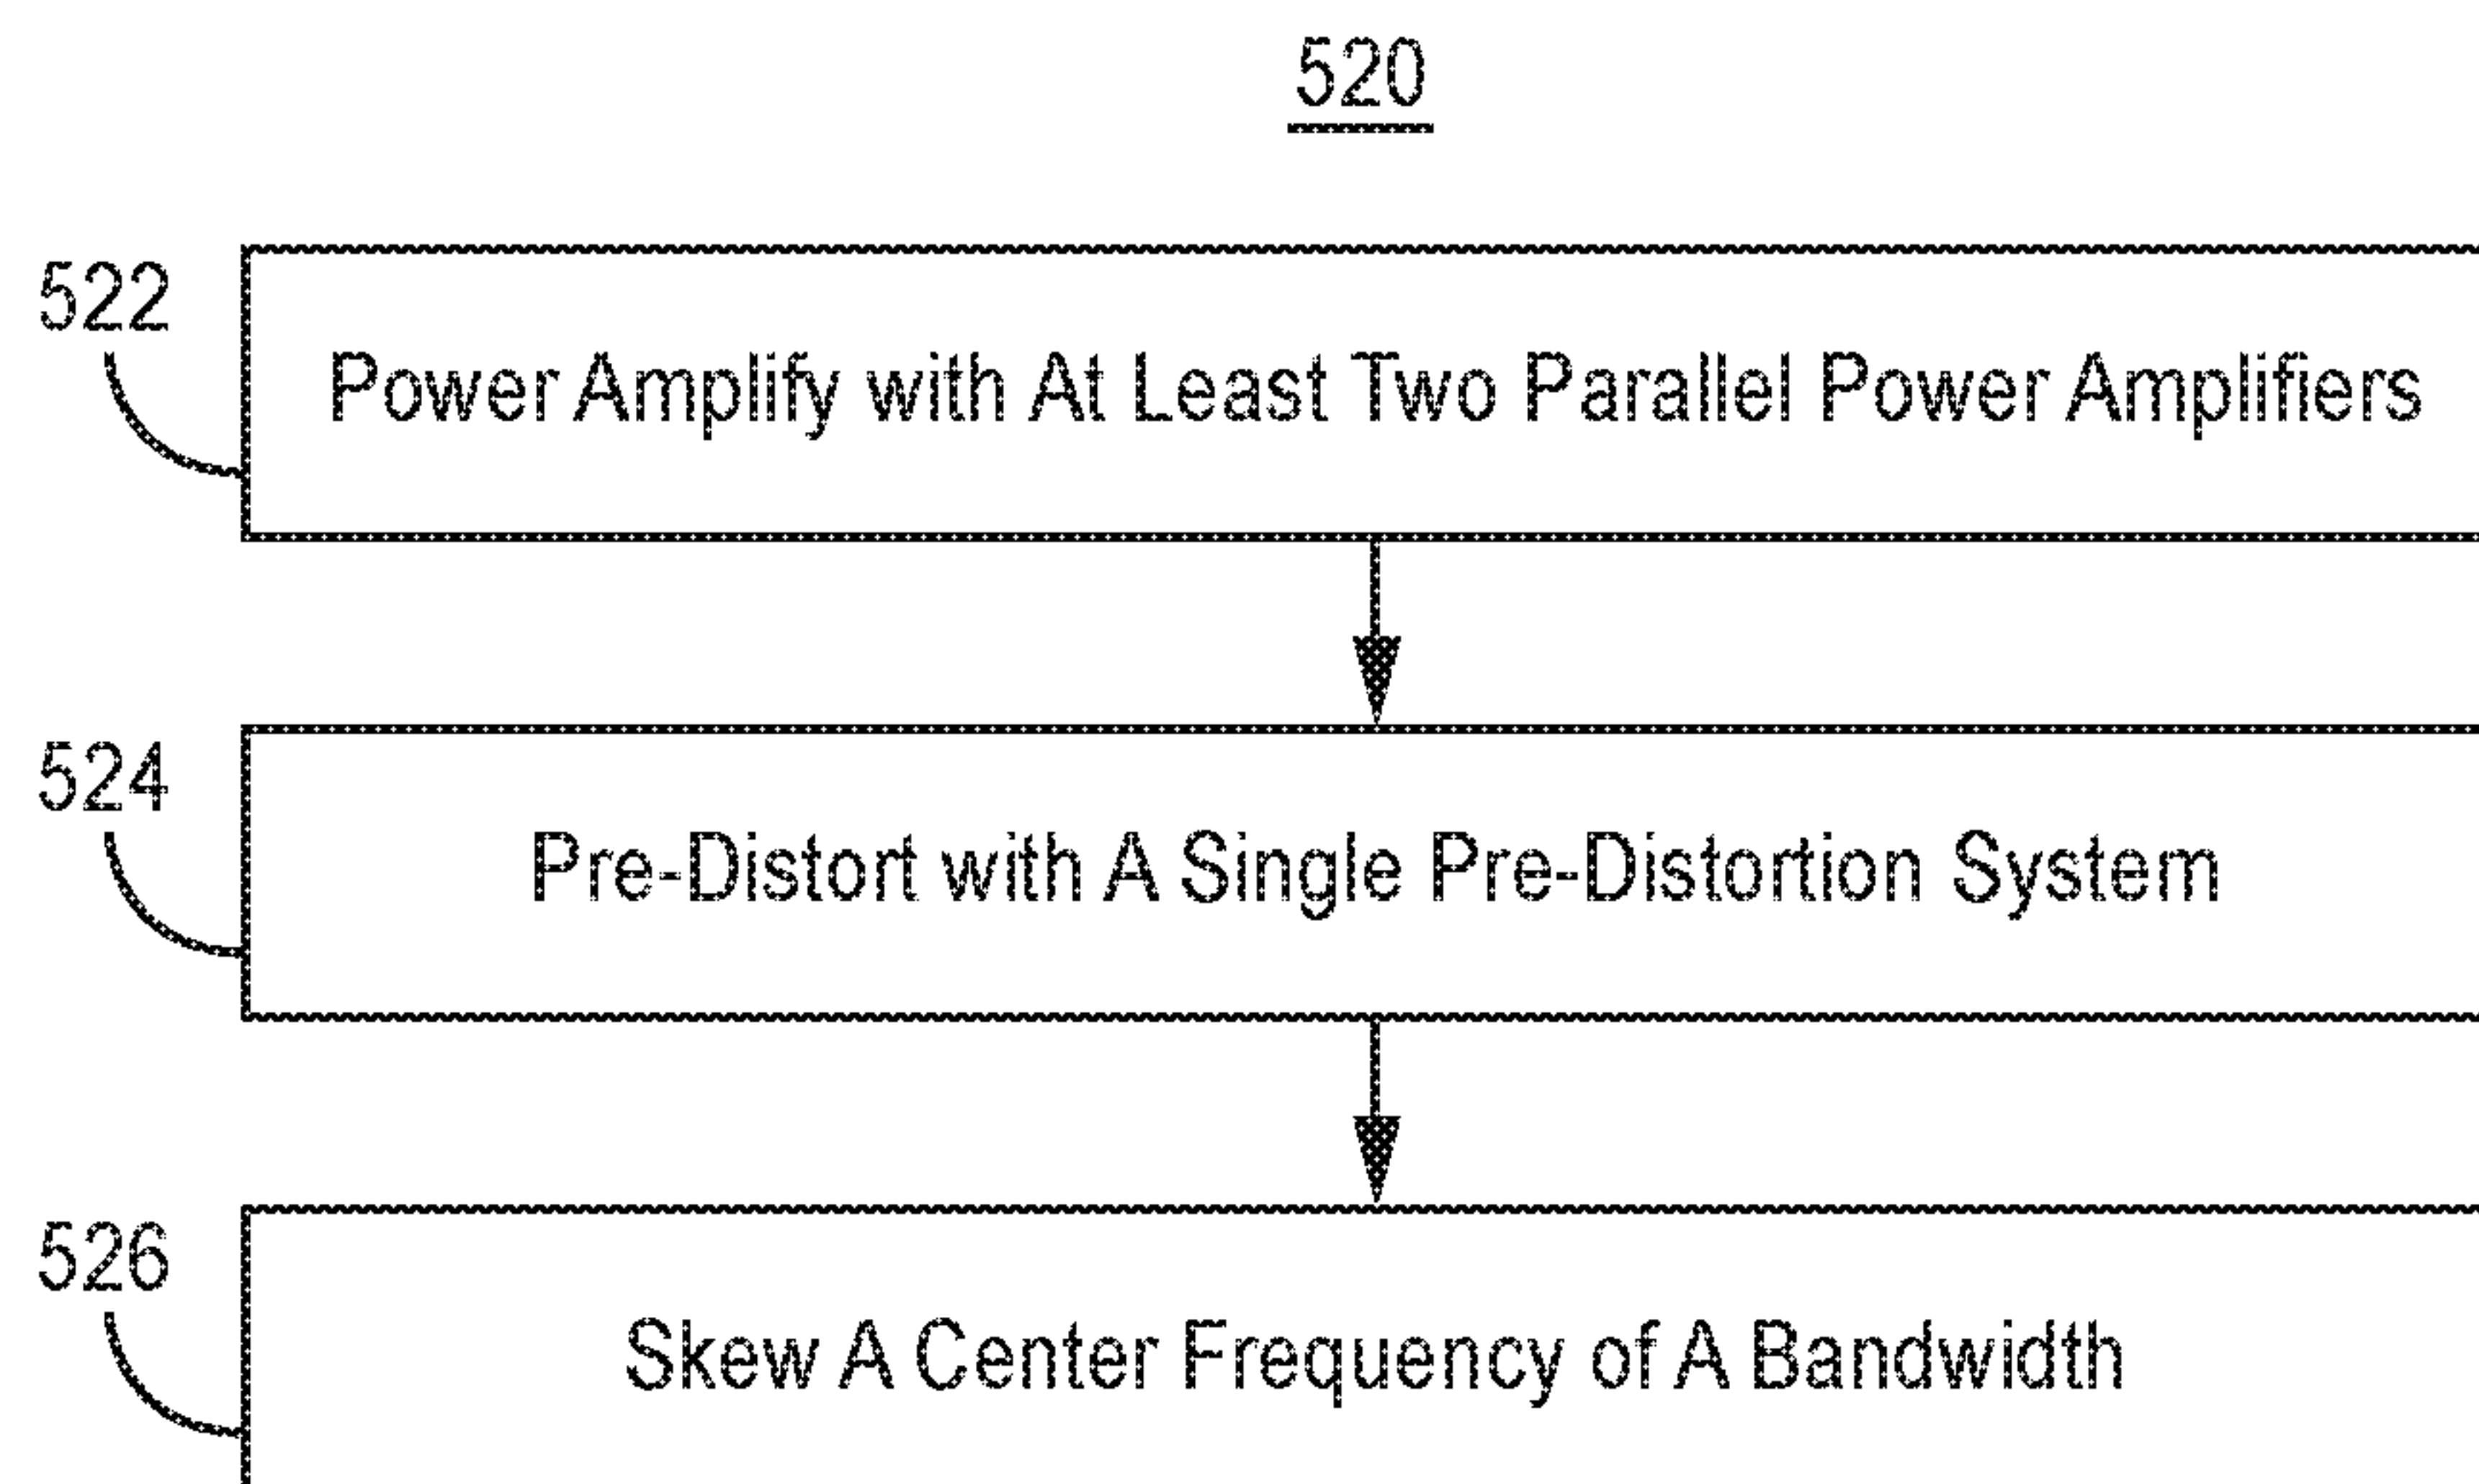 520
522
Power Amplify with At Least Two Parallel Power Amplifiers
524
Pre-Distort with A Single Pre-Distortion System
526
Skew A Center Frequency of A Bandwidth